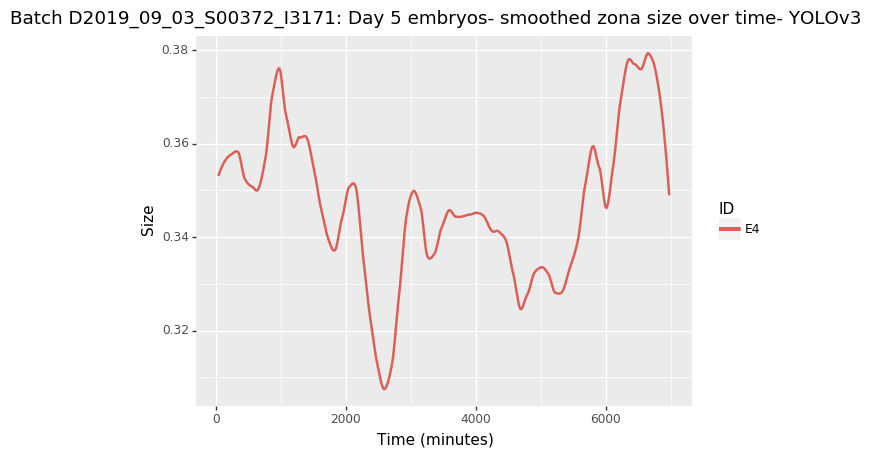 Batch D2019_09_03_S00372_I3171: Day 5 embryos- smoothed zona size over time- YOLOv3
0.38
0.36
0.34
0.32
Size
0
2000
4000
6000
Time (minutes)
ID
E4